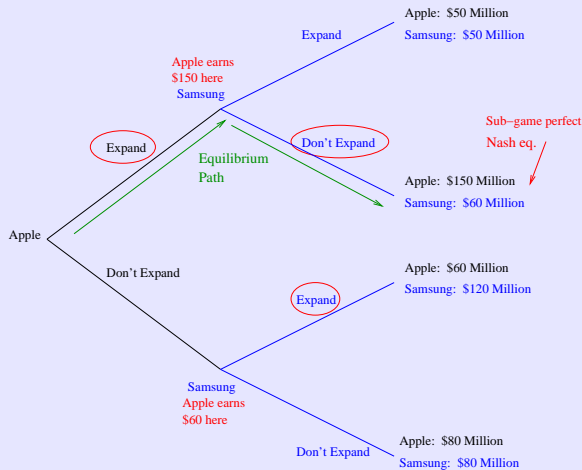 Apple: $50 Million
Samsung: $50 Million
Expand
Apple earns
$150 here
Samsung
Sub-game perfect
Nash eq.
Expand
Don't Expand
Equilibrium
Path
Apple: $150 Million
Samsung: $60 Million
Apple
Don't Expand
Apple: $60 Million
Samsung: $120 Million
Expand
Samsung
Apple earns
$60 here
Don't Expand
Apple: $80 Million
Samsung: $80 Million